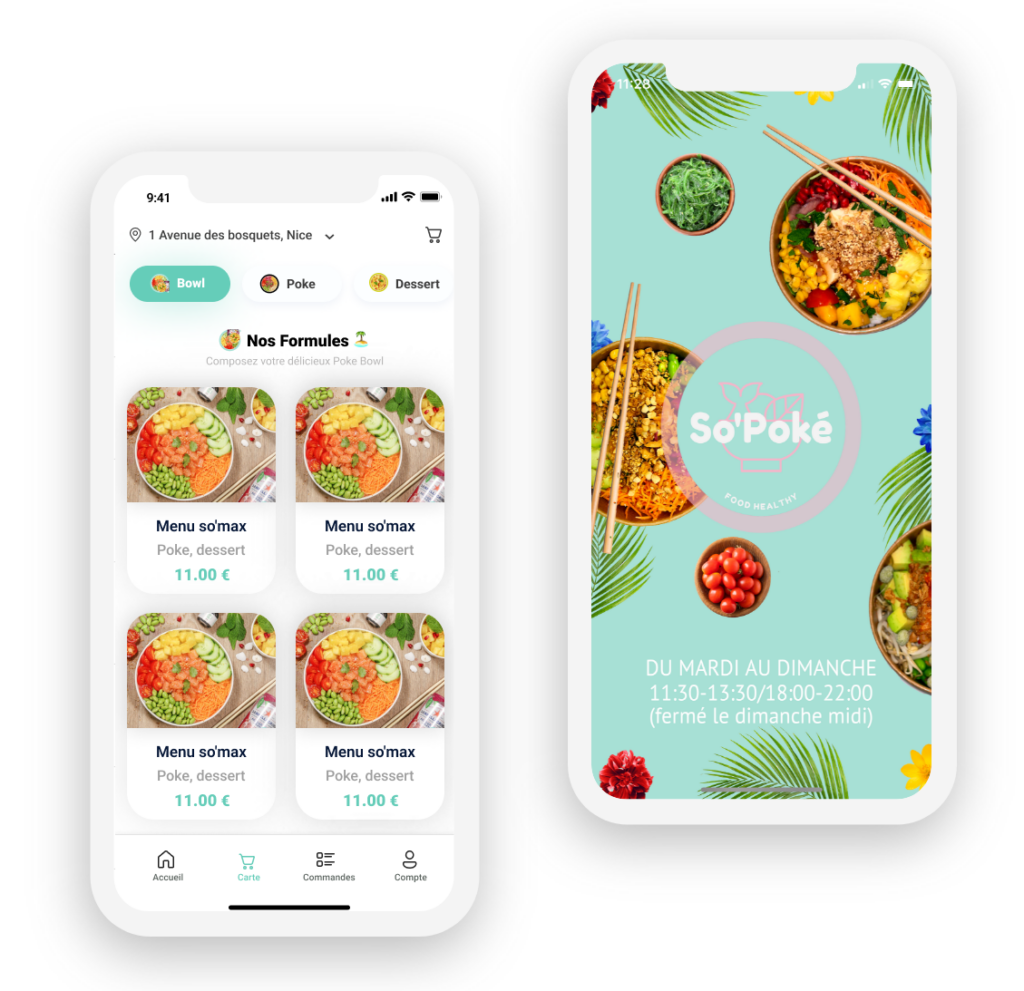 9:41
1 Avenue des bosquets, Nice
Bowl
Poke
Dessert
Nos Formules
Composez votre délicieux Poke Bowl
Menu so'max
Poke, dessert
11.00 €
Menu so'max
Poke, dessert
11.00 €
Menu so'max
Poke, dessert
11.00 €
Menu so'max
Poke, dessert
11.00 €
Accueil
Carte
Commandes
Compte
11:28
So'Poké
FOOD HEALTHY
DU MARDI AU DIMANCHE
11:30-13:30/18:00-22:00
(fermé le dimanche midi)